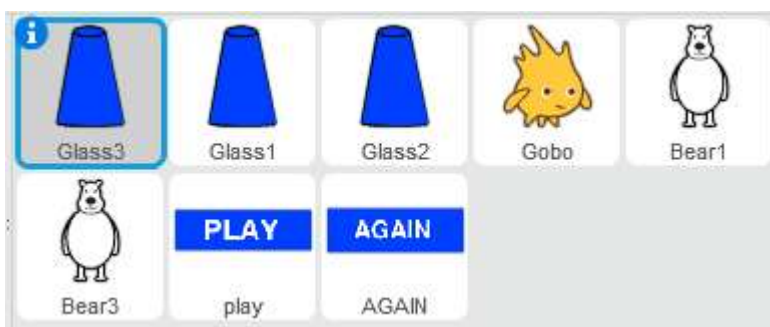 Glass3 Glass1 Glass2 Gobo Bear1
PLAY AGAIN
Bear3 play AGAIN